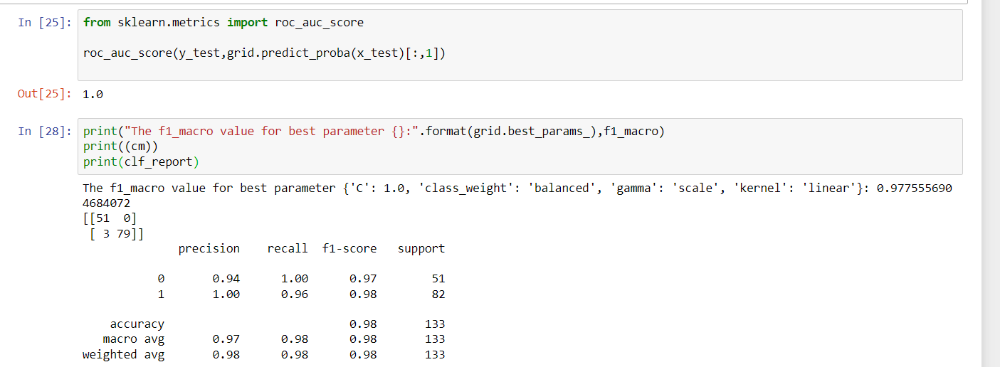 In [25]: from sklearn.metrics import roc_auc_score
roc_auc_score(y_test,grid.predict_proba(x_test)[:,1])
Out[25]: 1.0
In [28]: print("The f1_macro value for best parameter {}:".format(grid.best_params_),f1_macro)
print((cm))
print(clf_report)
The f1_macro value for best parameter {'C': 1.0, 'class_weight': 'balanced', 'gamma': 'scale', 'kernel': 'linear'}: 0.977555690
4684072
[[51  0]
 [ 3 79]]
              precision    recall  f1-score   support
           0       0.94      1.00      0.97        51
           1       1.00      0.96      0.98        82
    accuracy                           0.98       133
   macro avg       0.97      0.98      0.98       133
weighted avg       0.98      0.98      0.98       133